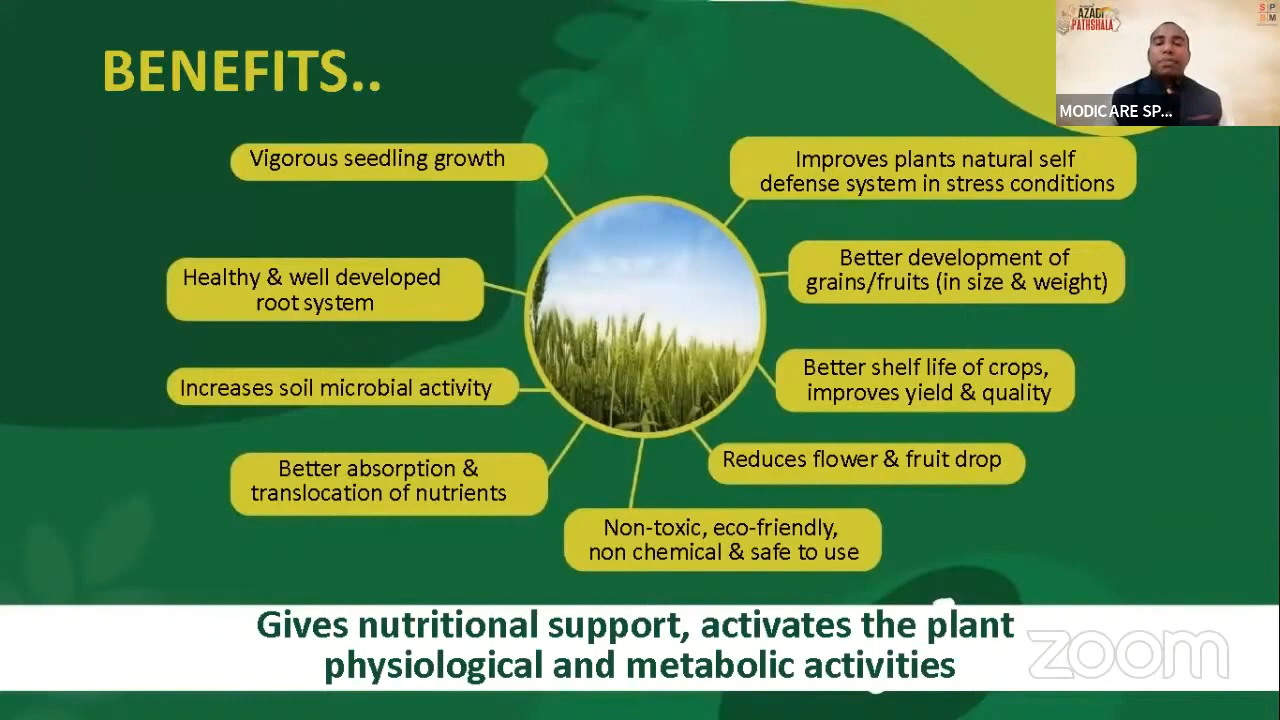 BENEFITS..
AZADI
PATHSHALA
S P
B M
MODICARE SP...
Vigorous seedling growth
Improves plants natural self
defense system in stress conditions
Healthy & well developed
root system
Better development of
grains/fruits (in size & weight)
Increases soil microbial activity
Better shelf life of crops,
improves yield & quality
Better absorption &
translocation of nutrients
Reduces flower & fruit drop
Non-toxic, eco-friendly,
non chemical & safe to use
Gives nutritional support, activates the plant
physiological and metabolic activities
zoom